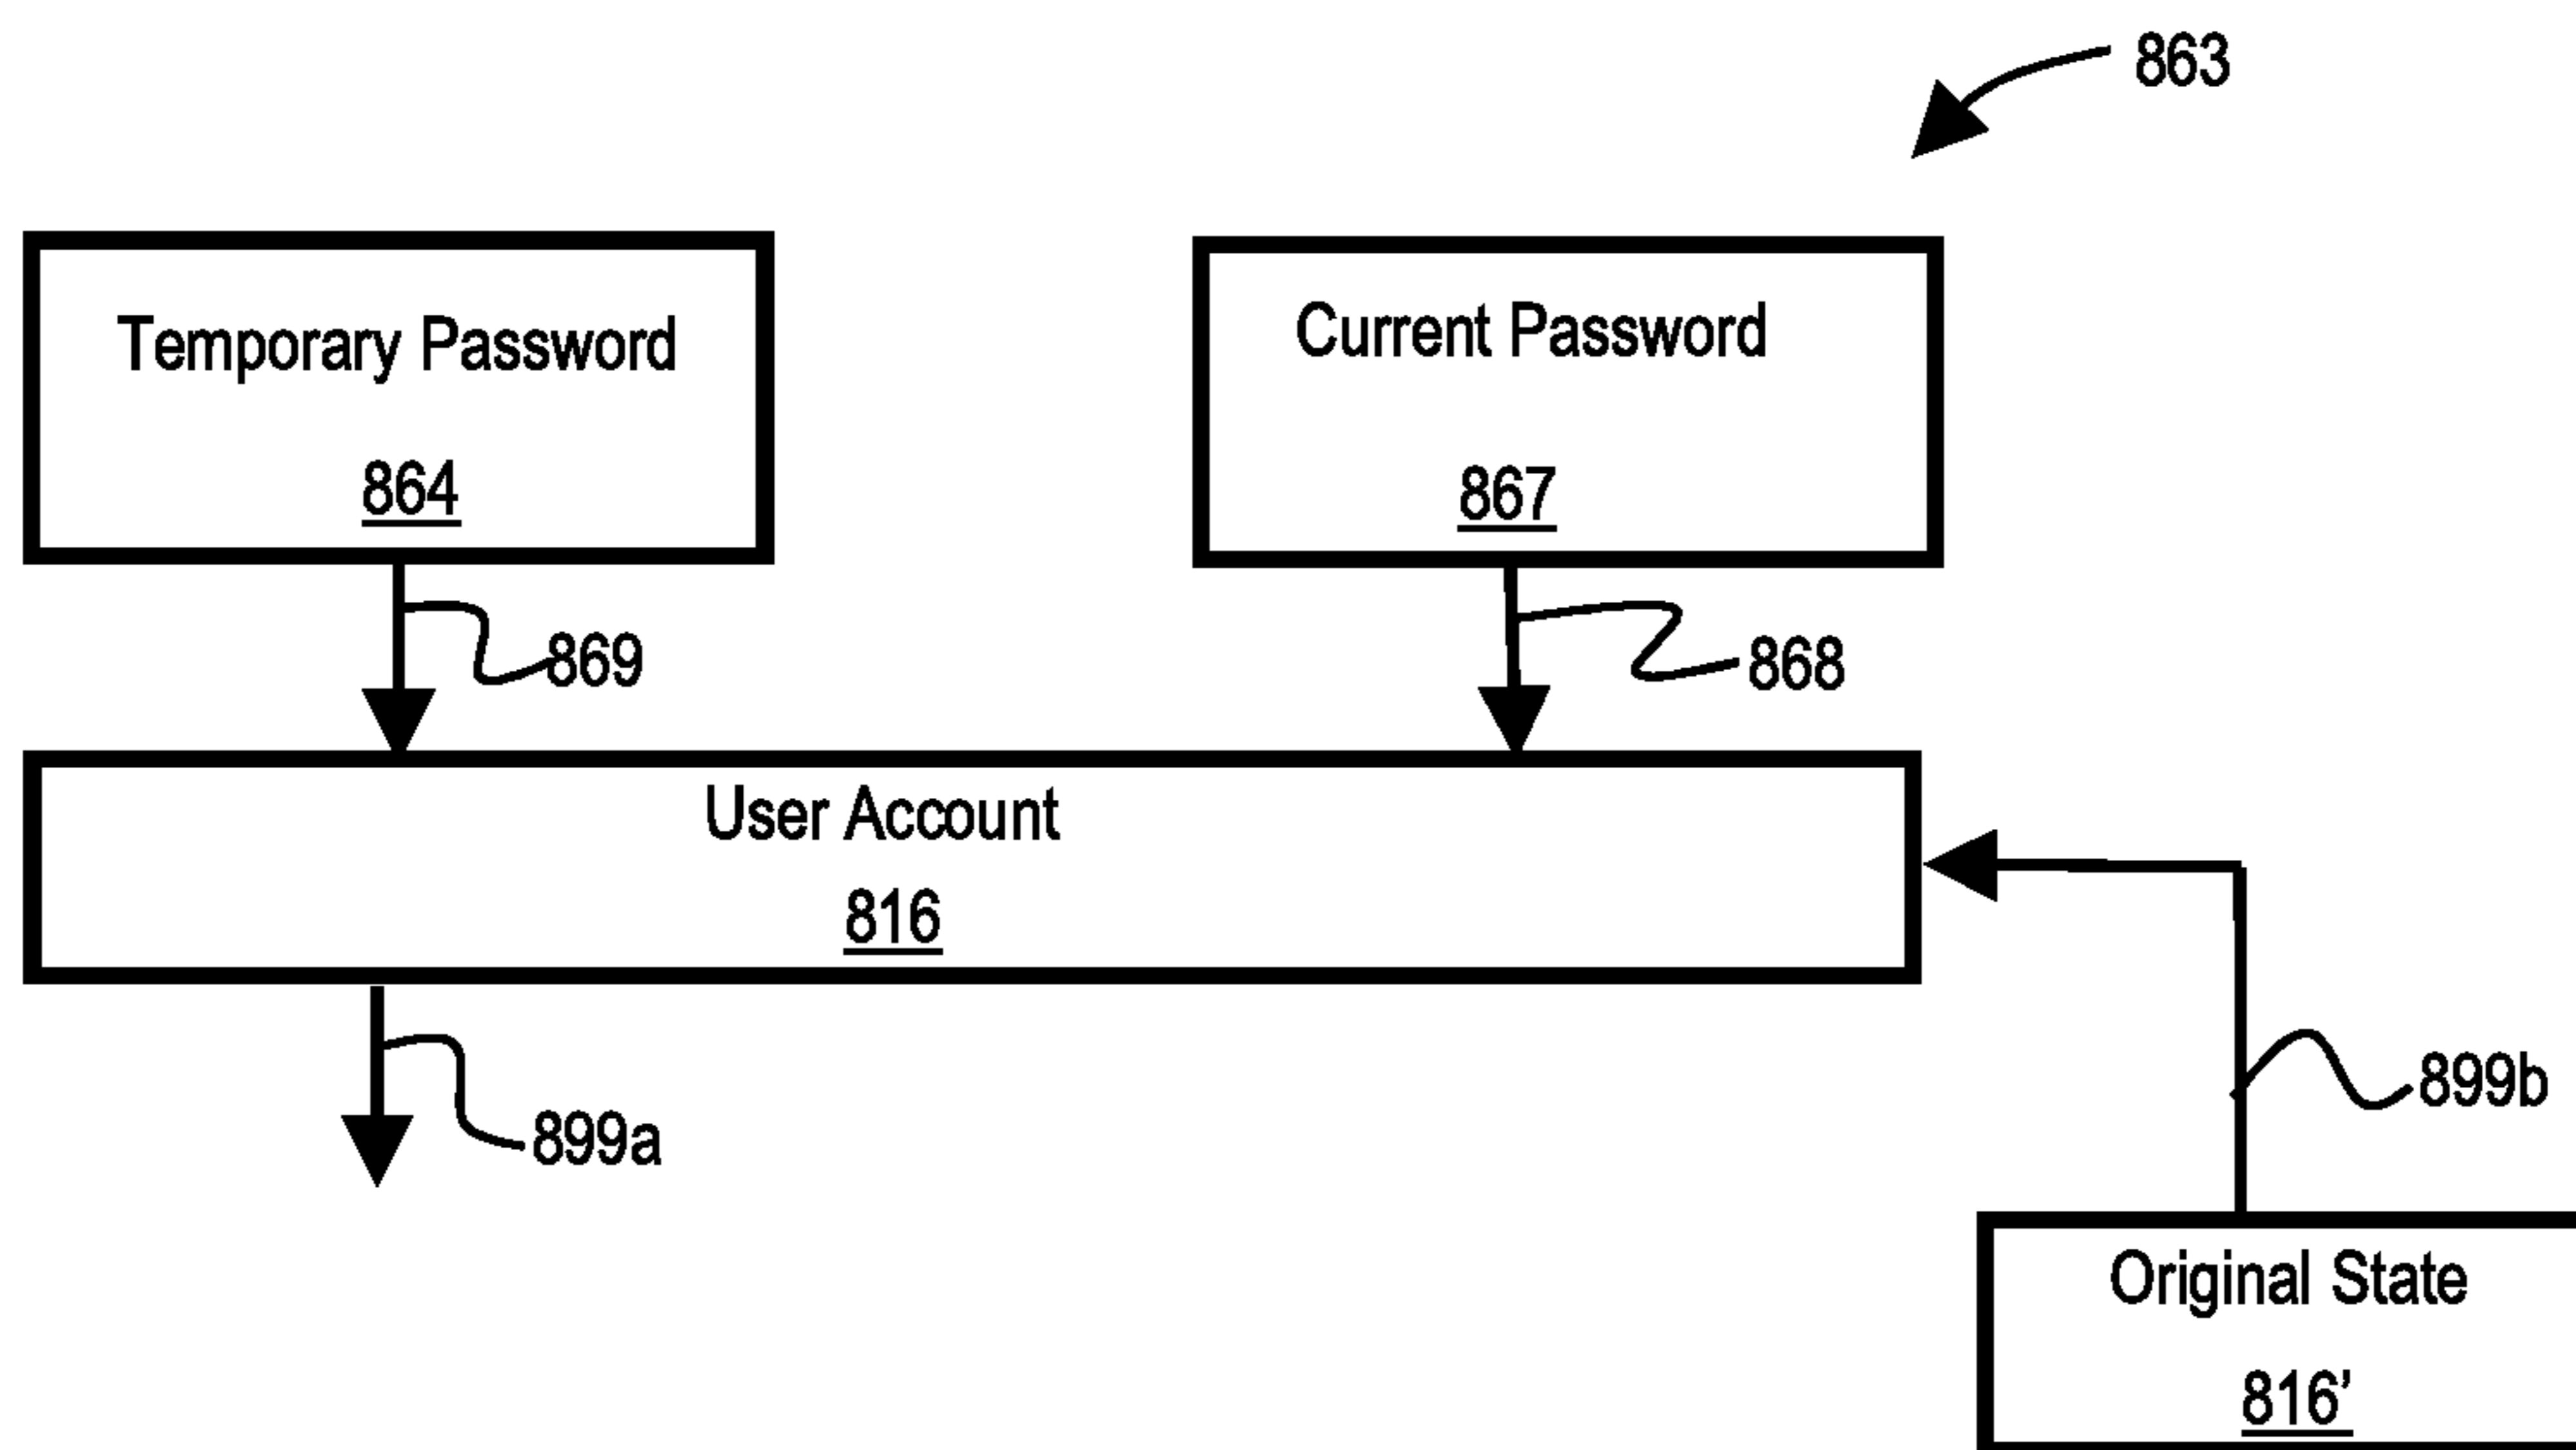 863
Temporary Password
864
Current Password
867
869
868
User Account
816
899a
899b
Original State
816’